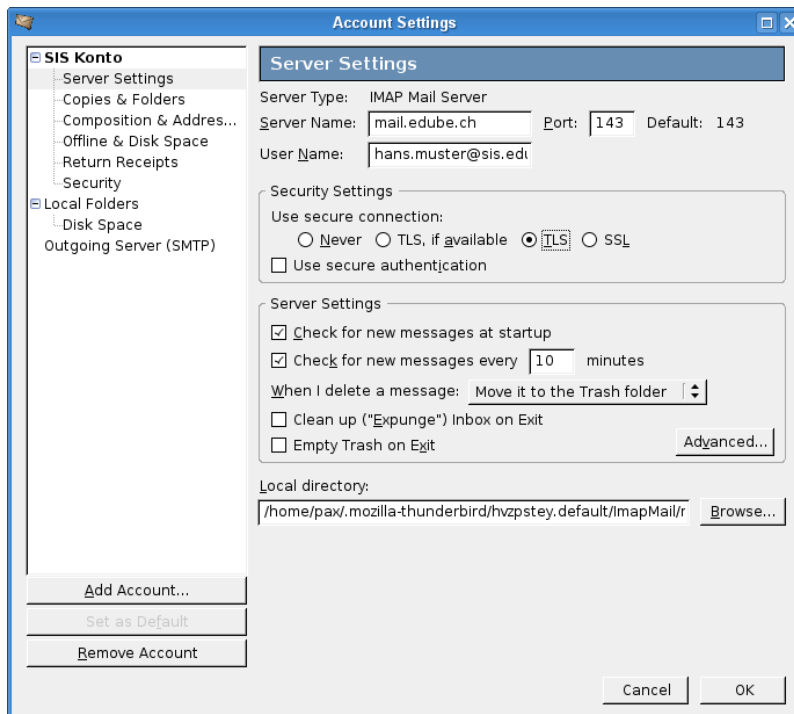 Account Settings
SIS Konto
Server Settings
Copies & Folders
Composition & Addres...
Offline & Disk Space
Return Receipts
Security
Local Folders
Disk Space
Outgoing Server (SMTP)
Add Account...
Set as Default
Remove Account
Server Settings
Server Type: IMAP Mail Server
Server Name: mail.edube.ch Port: 143 Default: 143
User Name: hans.muster@sis.edu
Security Settings
Use secure connection:
Never TLS, if available TLS SSL
Use secure authentication
Server Settings
Check for new messages at startup
Check for new messages every 10 minutes
When I delete a message: Move it to the Trash folder
Clean up ("Expunge") Inbox on Exit
Empty Trash on Exit
Advanced...
Local directory:
/home/pax/.mozilla-thunderbird/hvzpstey.default/ImapMail/r Browse...
Cancel OK